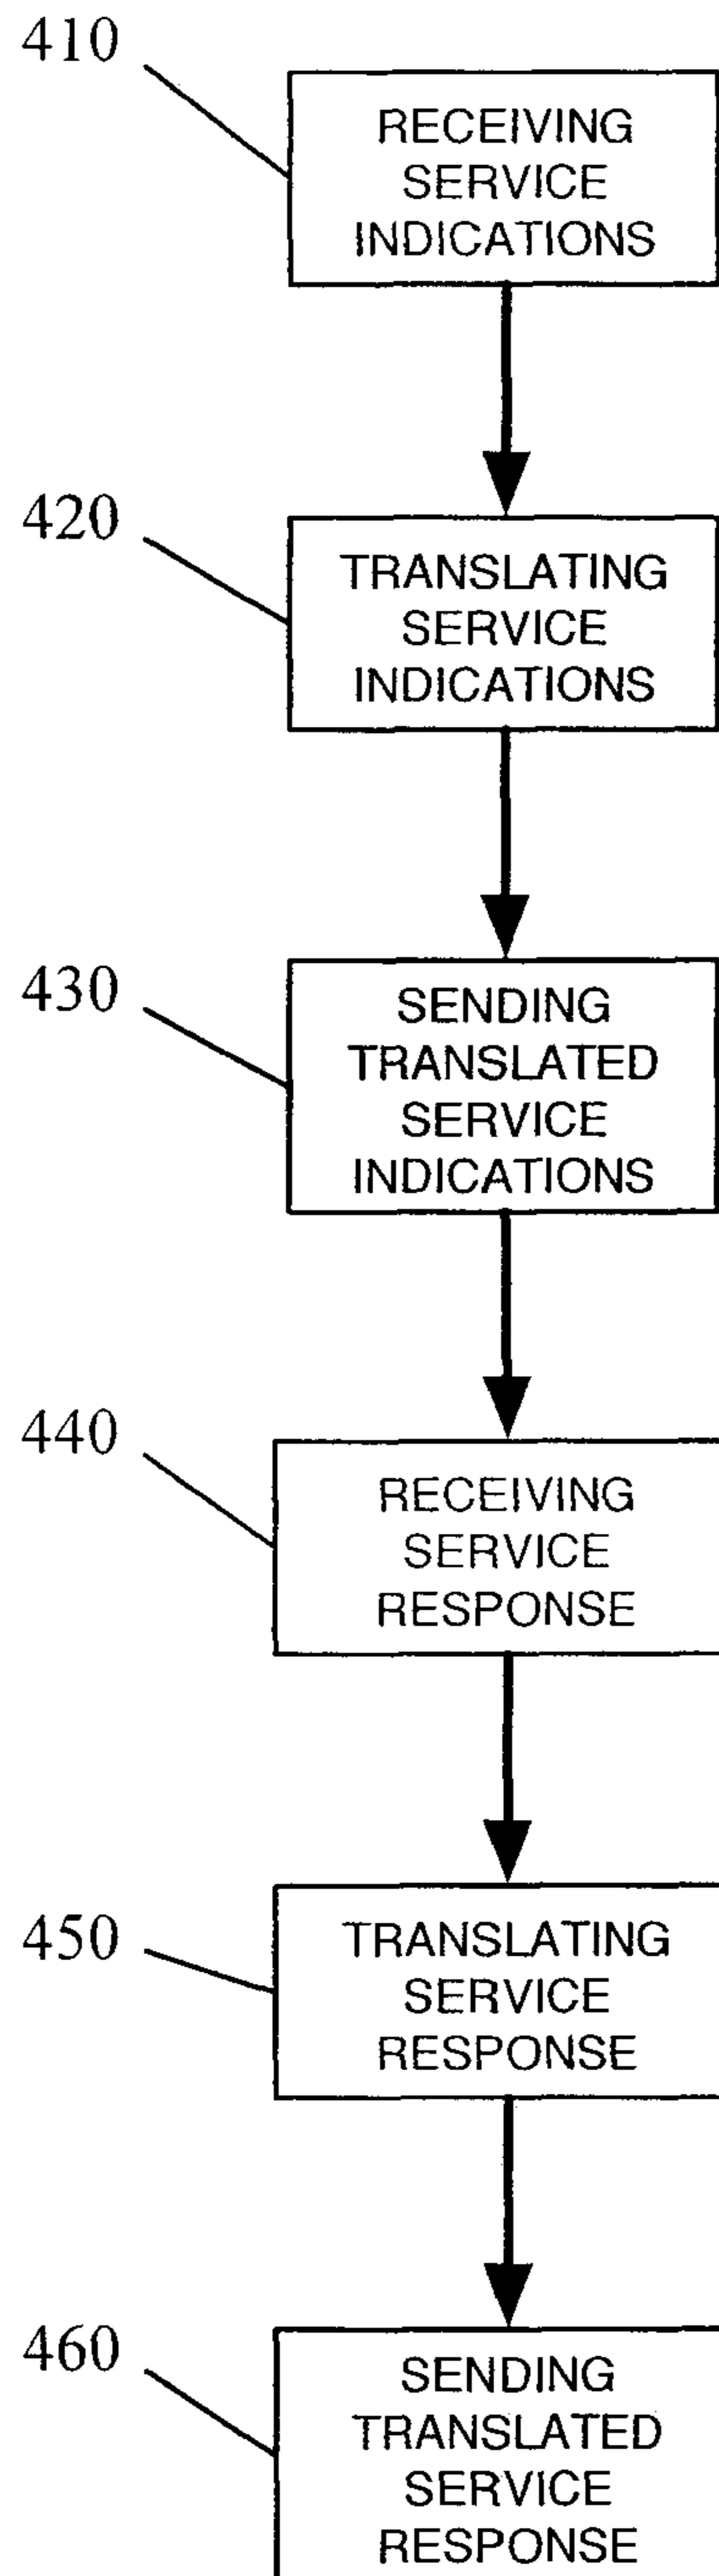 410
RECEIVING
SERVICE
INDICATIONS
420
TRANSLATING
SERVICE
INDICATIONS
430
SENDING
TRANSLATED
SERVICE
INDICATIONS
440
RECEIVING
SERVICE
RESPONSE
450
TRANSLATING
SERVICE
RESPONSE
460
SENDING
TRANSLATED
SERVICE
RESPONSE